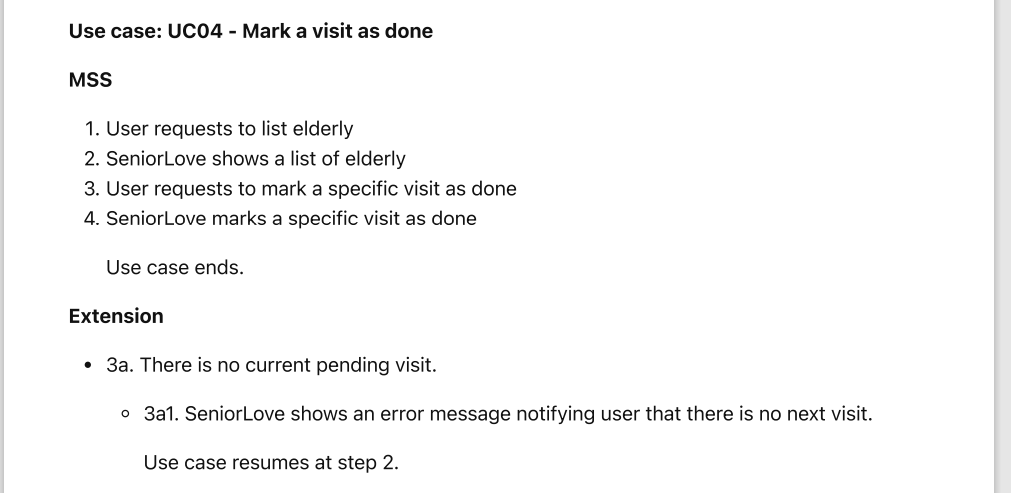 Use case: UC04 - Mark a visit as done
MSS
1. User requests to list elderly
2. SeniorLove shows a list of elderly
3. User requests to mark a specific visit as done
4. SeniorLove marks a specific visit as done
Use case ends.
Extension
• 3a. There is no current pending visit.
◦ 3a1. SeniorLove shows an error message notifying user that there is no next visit.
Use case resumes at step 2.